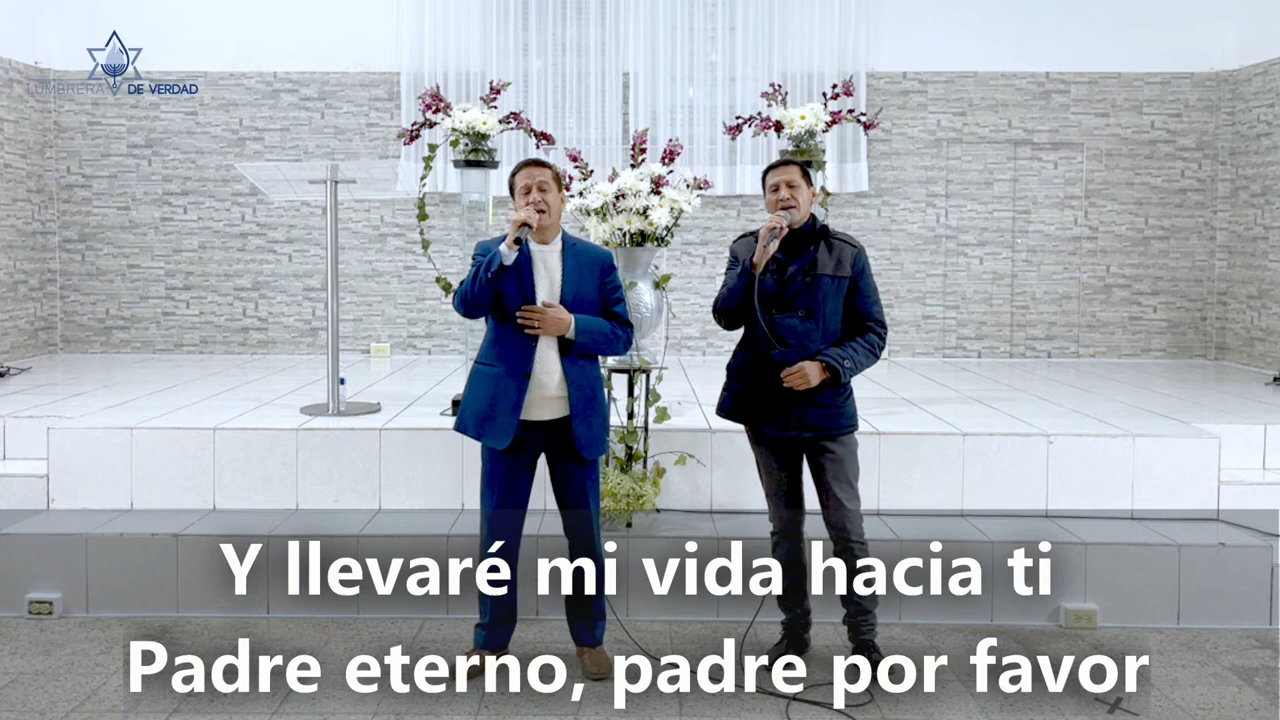 LUMBRERA DE VERDAD
Y llevaré mi vida hacia ti
Padre eterno, padre por favor